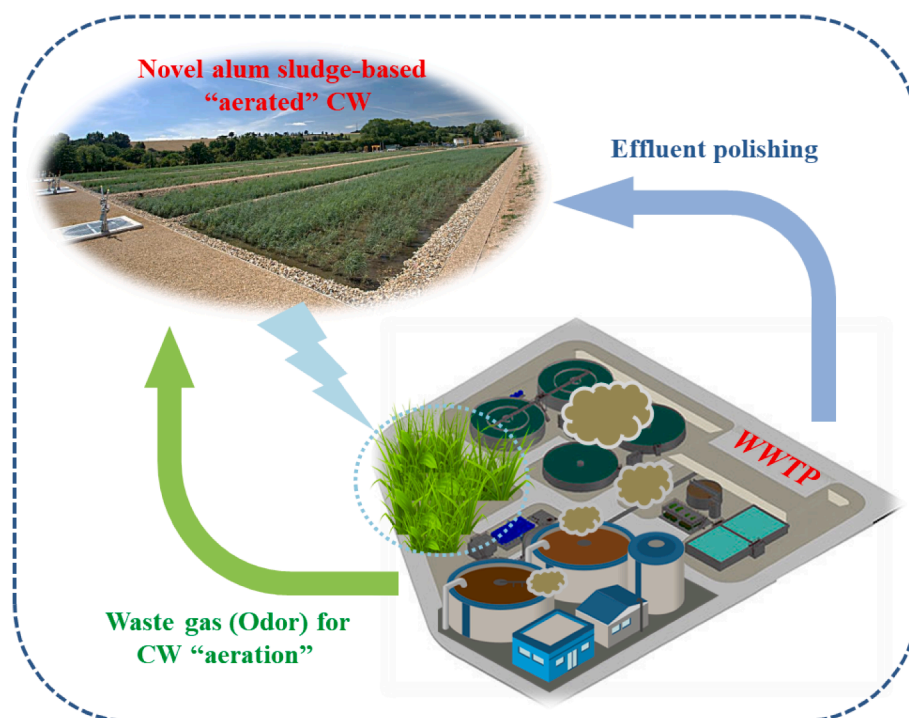 Novel alum sludge-based
“aerated” CW
Effluent polishing
WWTP
Waste gas (Odor) for
CW “aeration”